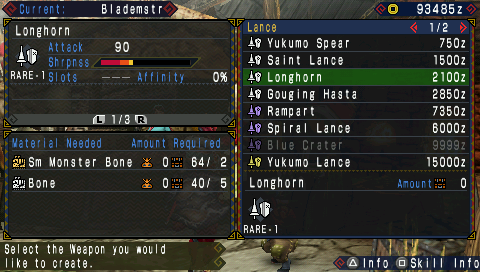 Current: Blademstr
93485z
Longhorn
Attack 90
Shrpnss
RARE-1 Slots --- Affinity 0%
L 1/3 R
Material Needed Amount Required
Sm Monster Bone 0 64/ 2
Bone 0 40/ 5
Lance 1/2
Yukumo Spear 750z
Saint Lance 1500z
Longhorn 2100z
Gouging Hasta 2850z
Rampart 7350z
Spiral Lance 6000z
Blue Crater 9999z
Yukumo Lance 15000z
Longhorn Amount 0
RARE-1
Select the Weapon you would
like to create.
Info Skill Info